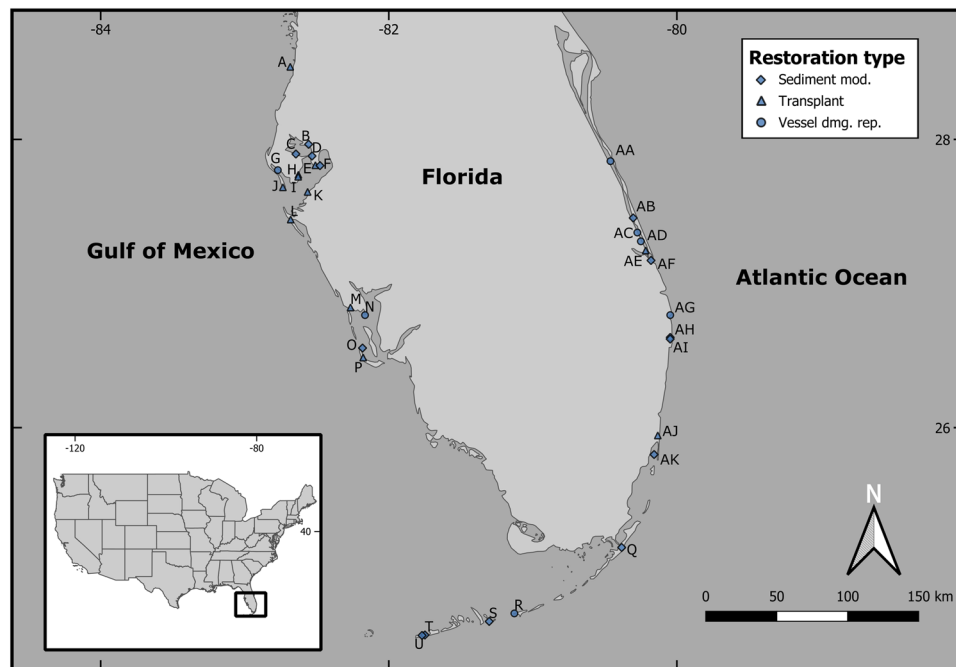 -84
-82
-80
Restoration type
Sediment mod.
Transplant
Vessel dmg. rep.
A
B
C
D
28
G
H
E
F
AA
J
I
K
Florida
L
AB
AC
AD
Gulf of Mexico
AE
AF
Atlantic Ocean
M
N
AG
O
AH
AI
P
AJ
26
AK
-120
-80
N
40
Q
0
50
100
150 km
R
S
T
U